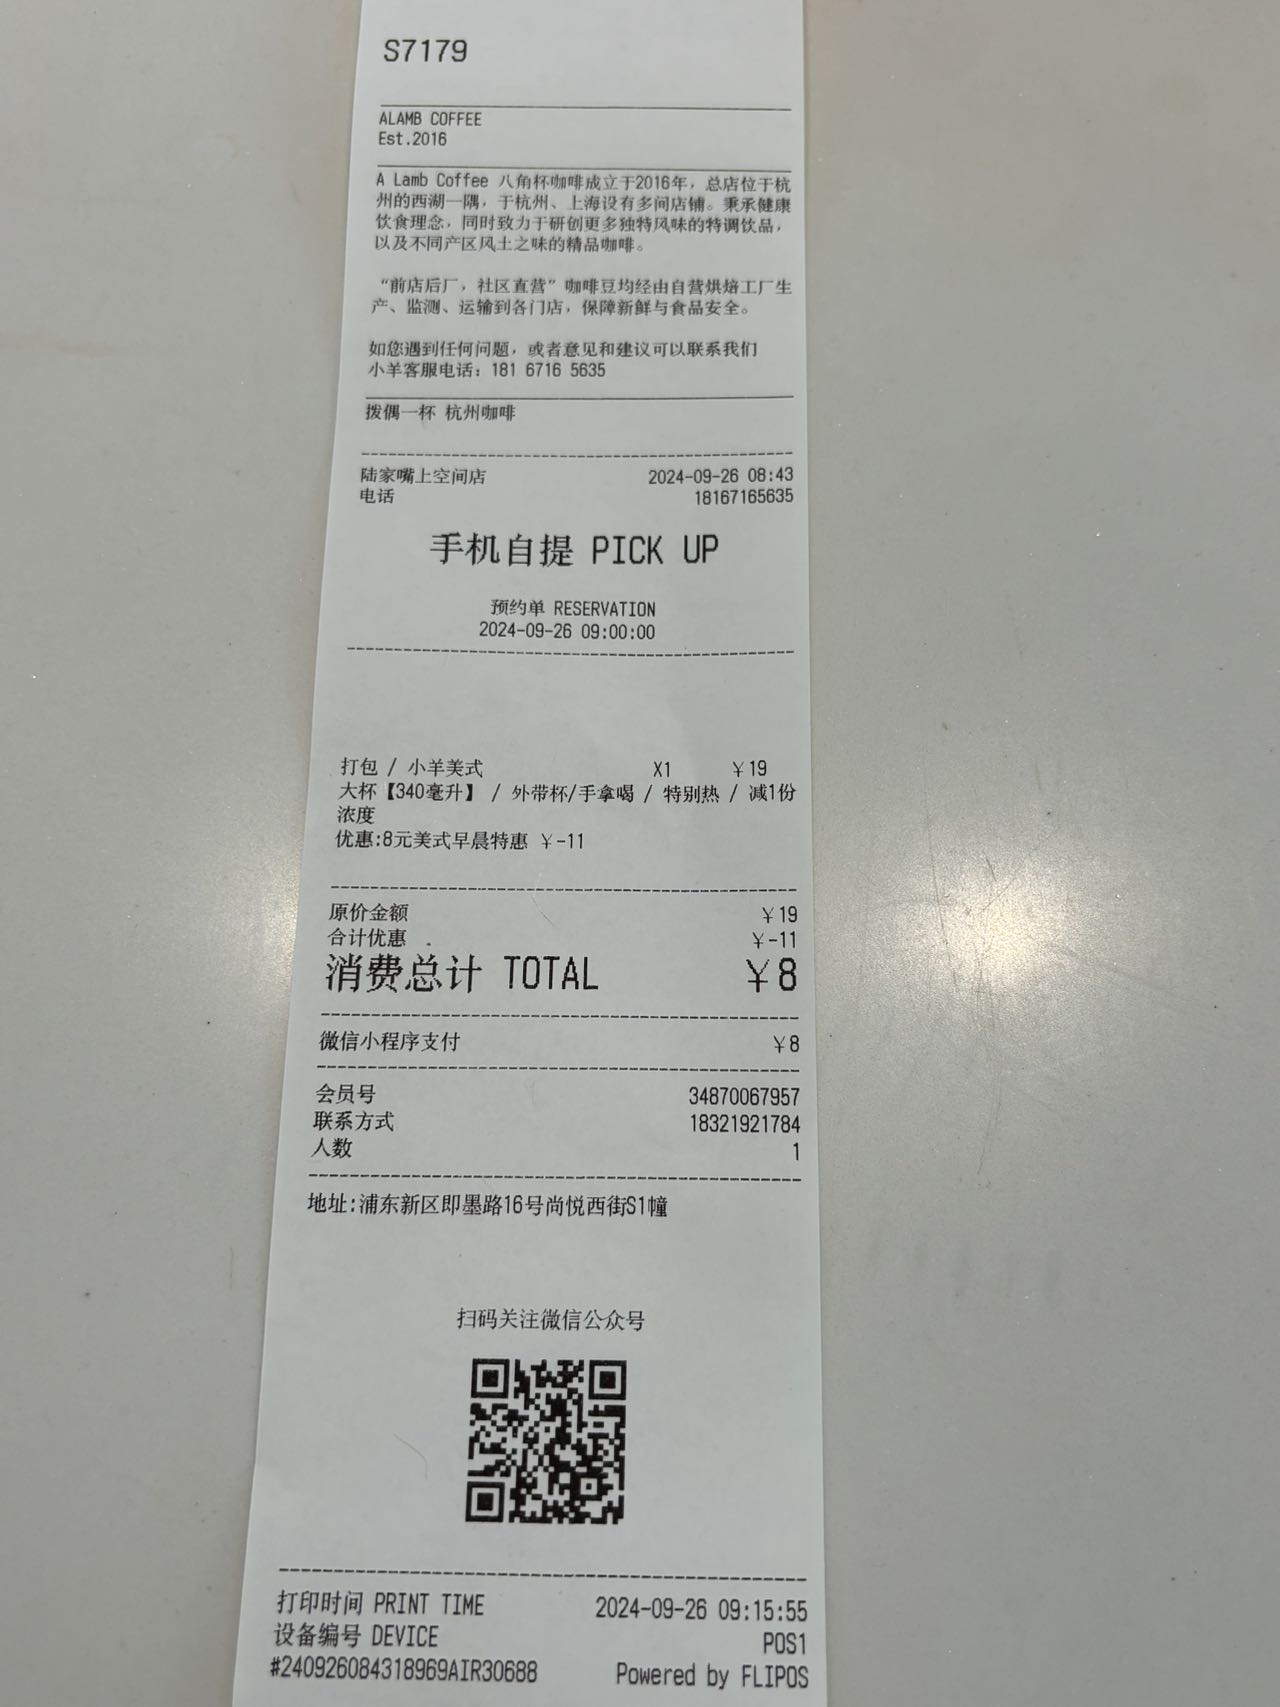 S7179
ALAMB COFFEE
Est.2016
A Lamb Coffee 八角杯咖啡成立于2016年，总店位于杭
州的西湖一隅，于杭州、上海设有多间店铺。秉承健康
饮食理念，同时致力于研创更多独特风味的特调饮品，
以及不同产区风土之味的精品咖啡。
“前店后厂，社区直营”咖啡豆均经由自营烘焙工厂生
产、监测、运输到各门店，保障新鲜与食品安全。
如您遇到任何问题，或者意见和建议可以联系我们
小羊客服电话：181 6716 5635
拨偶一杯 杭州咖啡
陆家嘴上空间店 2024-09-26 08:43
电话 18167165635
手机自提 PICK UP
预约单 RESERVATION
2024-09-26 09:00:00
打包 / 小羊美式 X1 ￥19
大杯【340毫升】 / 外带杯/手拿喝 / 特别热 / 减1份
浓度
优惠:8元美式早晨特惠 ￥-11
原价金额 ￥19
合计优惠 ￥-11
消费总计 TOTAL ￥8
微信小程序支付 ￥8
会员号 34870067957
联系方式 18321921784
人数 1
地址:浦东新区即墨路16号尚悦西街S1幢
扫码关注微信公众号
打印时间 PRINT TIME 2024-09-26 09:15:55
设备编号 DEVICE POS1
#240926084318969AIR30688 Powered by FLIPOS